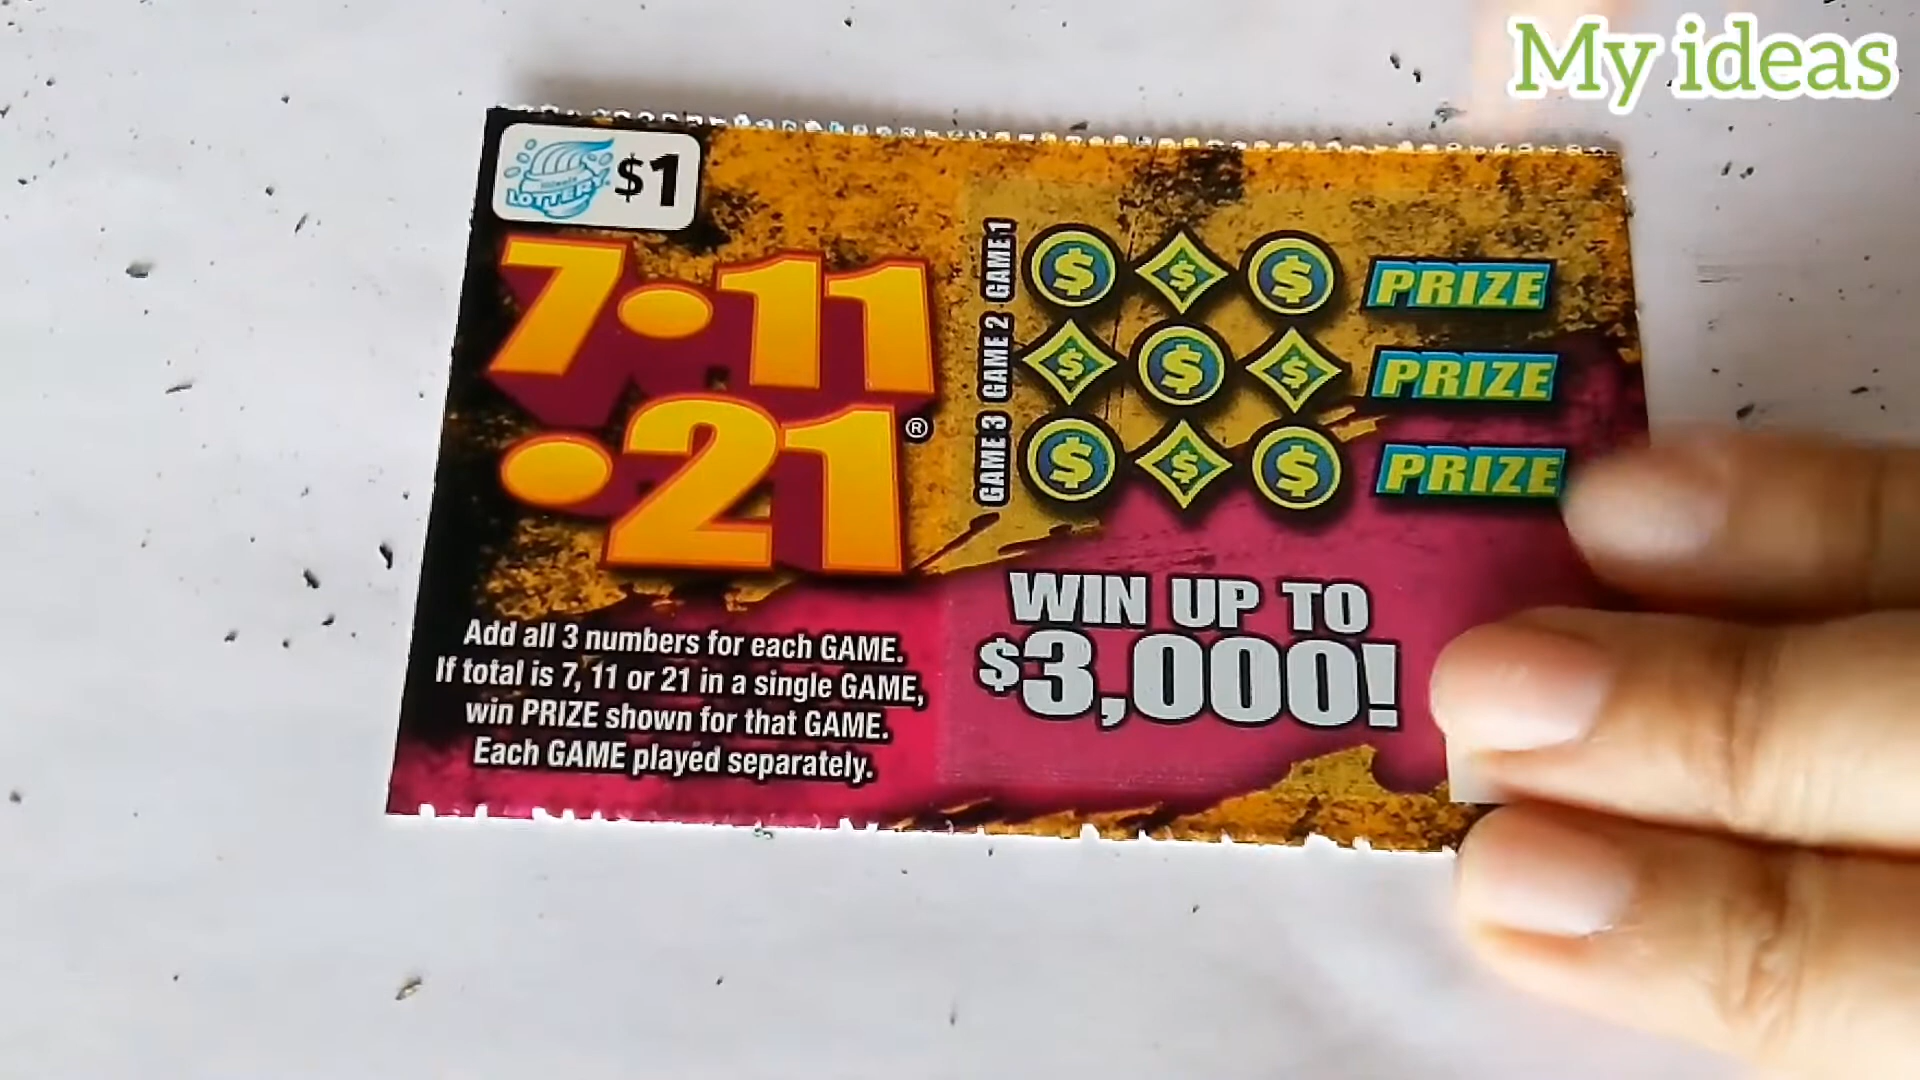 My ideas
LOTTERY
$1
7•11
•21®
GAME 1
PRIZE
GAME 2
PRIZE
GAME 3
PRIZE
WIN UP TO
$3,000!
Add all 3 numbers for each GAME.
If total is 7, 11 or 21 in a single GAME,
win PRIZE shown for that GAME.
Each GAME played separately.